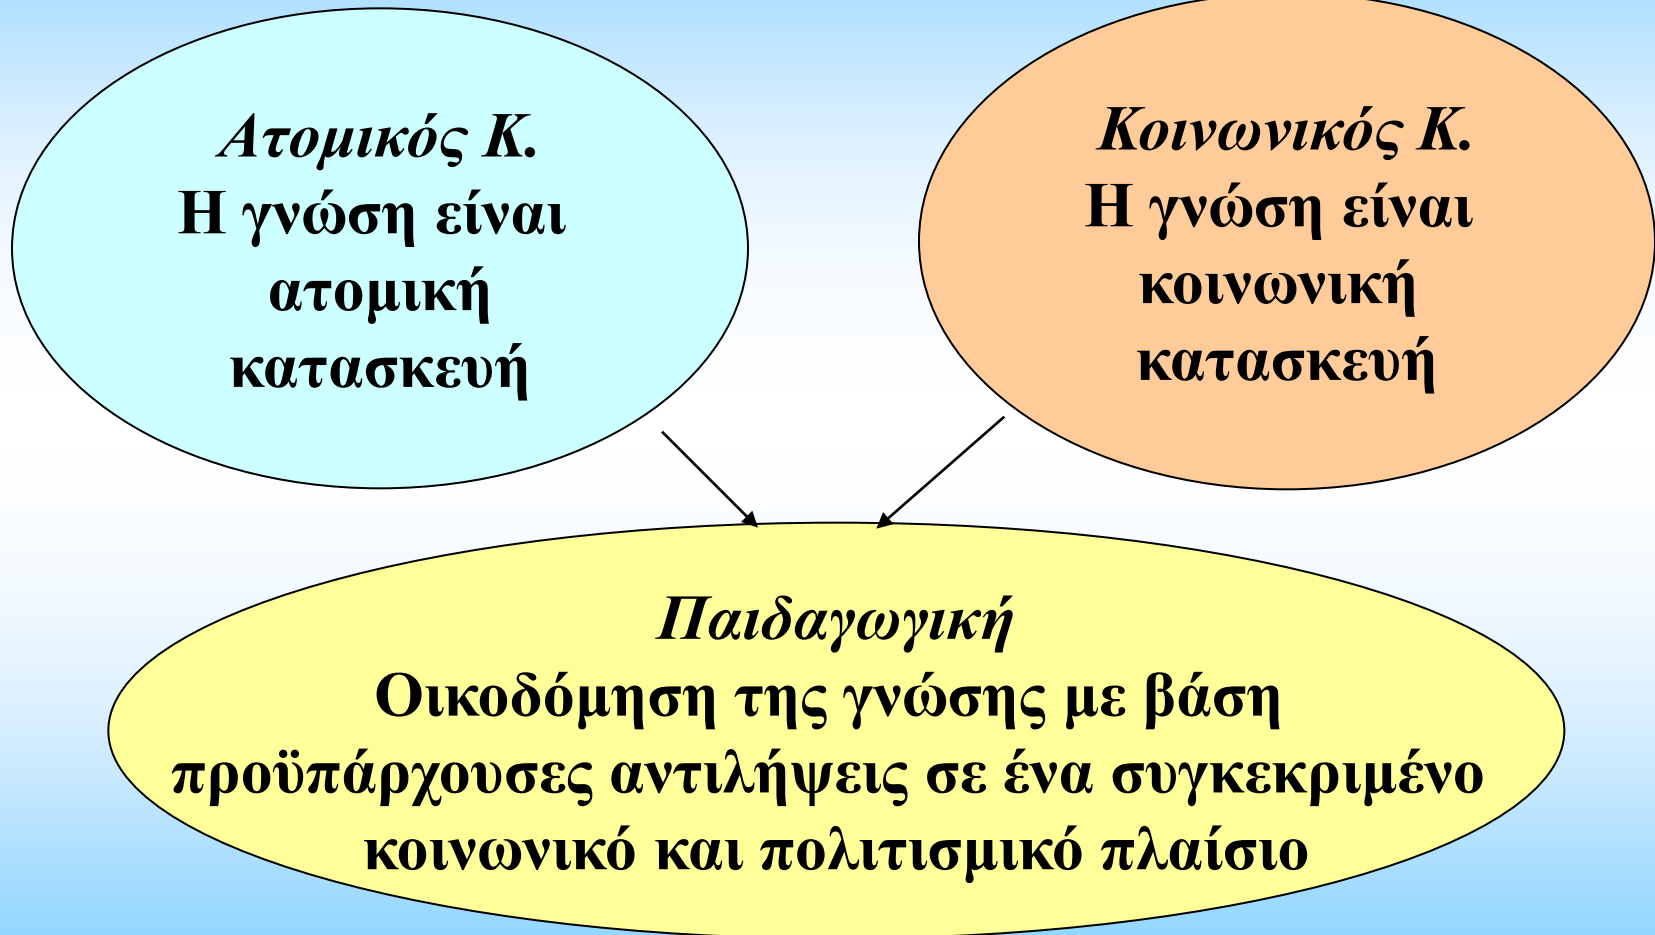 Ατομικός Κ.
Η γνώση είναι
ατομική
κατασκευή
Κοινωνικός Κ.
Η γνώση είναι
κοινωνική
κατασκευή
Παιδαγωγική
Οικοδόμηση της γνώσης με βάση
προϋπάρχουσες αντιλήψεις σε ένα συγκεκριμένο
κοινωνικό και πολιτισμικό πλαίσιο